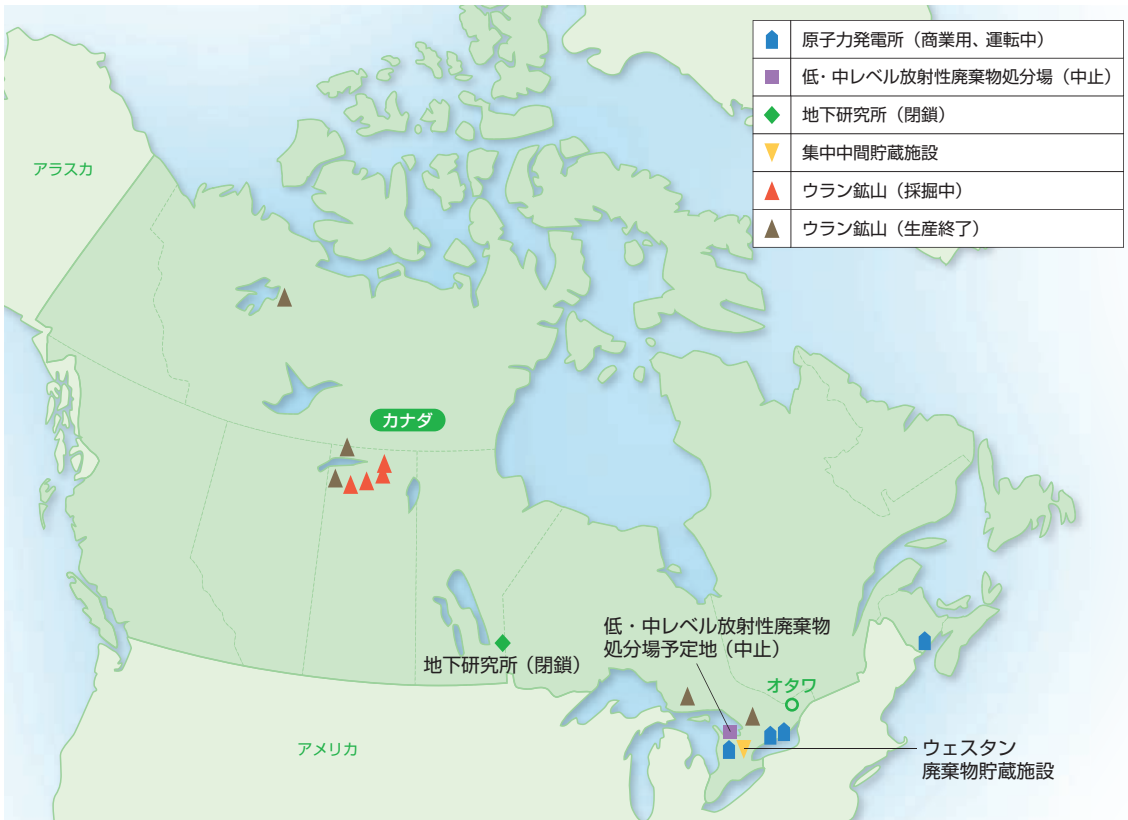 原子力発電所（商業用、運転中）
低・中レベル放射性廃棄物処分場（中止）
地下研究所（閉鎖）
集中中間貯蔵施設
ウラン鉱山（採掘中）
ウラン鉱山（生産終了）
アラスカ
カナダ
低・中レベル放射性廃棄物
処分場予定地（中止）
地下研究所（閉鎖）
オタワ
アメリカ
ウェスタン
廃棄物貯蔵施設